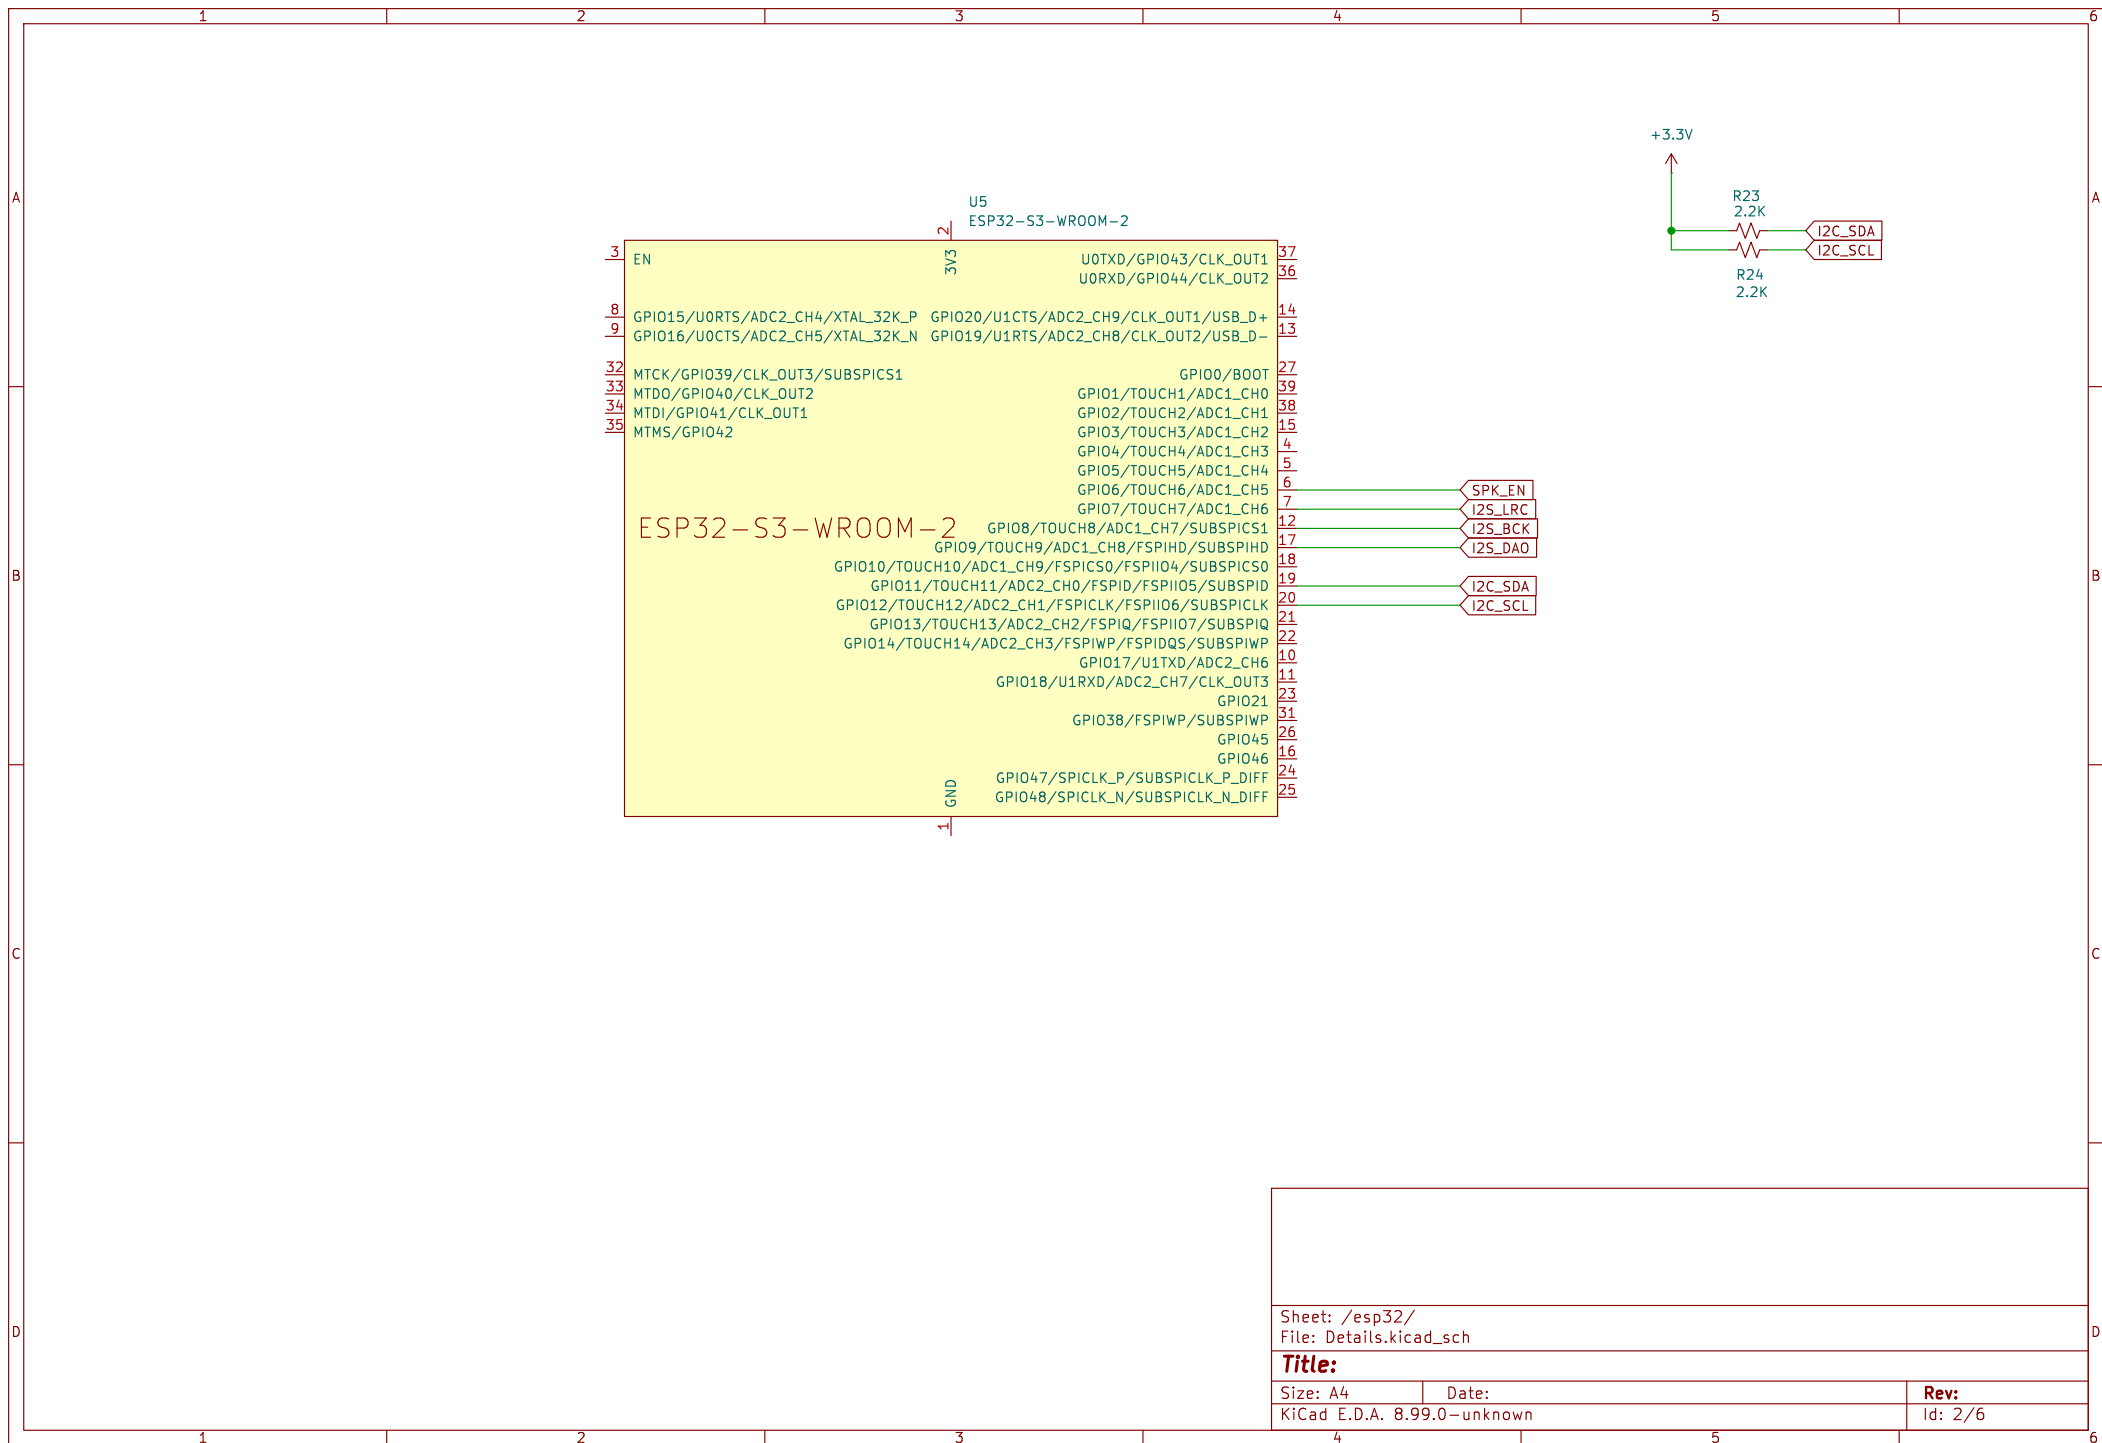 1 2 3 4 5 6
A A
B B
C C
D D
+3.3V
R23
2.2K
I2C_SDA
I2C_SCL
R24
2.2K
U5
ESP32-S3-WROOM-2
2
3V3
3 EN
8 GPIO15/U0RTS/ADC2_CH4/XTAL_32K_P
9 GPIO16/U0CTS/ADC2_CH5/XTAL_32K_N
32 MTCK/GPIO39/CLK_OUT3/SUBSPICS1
33 MTDO/GPIO40/CLK_OUT2
34 MTDI/GPIO41/CLK_OUT1
35 MTMS/GPIO42
ESP32-S3-WROOM-2
U0TXD/GPIO43/CLK_OUT1 37
U0RXD/GPIO44/CLK_OUT2 36
GPIO20/U1CTS/ADC2_CH9/CLK_OUT1/USB_D+ 14
GPIO19/U1RTS/ADC2_CH8/CLK_OUT2/USB_D- 13
GPIO0/BOOT 27
GPIO1/TOUCH1/ADC1_CH0 39
GPIO2/TOUCH2/ADC1_CH1 38
GPIO3/TOUCH3/ADC1_CH2 15
GPIO4/TOUCH4/ADC1_CH3 4
GPIO5/TOUCH5/ADC1_CH4 5
GPIO6/TOUCH6/ADC1_CH5 6 SPK_EN
GPIO7/TOUCH7/ADC1_CH6 7 I2S_LRC
GPIO8/TOUCH8/ADC1_CH7/SUBSPICS1 12 I2S_BCK
GPIO9/TOUCH9/ADC1_CH8/FSPIHD/SUBSPIHD 17 I2S_DAO
GPIO10/TOUCH10/ADC1_CH9/FSPICS0/FSPIIO4/SUBSPICS0 18
GPIO11/TOUCH11/ADC2_CH0/FSPID/FSPIIO5/SUBSPID 19 I2C_SDA
GPIO12/TOUCH12/ADC2_CH1/FSPICLK/FSPIIO6/SUBSPICLK 20 I2C_SCL
GPIO13/TOUCH13/ADC2_CH2/FSPIQ/FSPIIO7/SUBSPIQ 21
GPIO14/TOUCH14/ADC2_CH3/FSPIWP/FSPIDQS/SUBSPIWP 22
GPIO17/U1TXD/ADC2_CH6 10
GPIO18/U1RXD/ADC2_CH7/CLK_OUT3 11
GPIO21 23
GPIO38/FSPIWP/SUBSPIWP 31
GPIO45 26
GPIO46 16
GPIO47/SPICLK_P/SUBSPICLK_P_DIFF 24
GPIO48/SPICLK_N/SUBSPICLK_N_DIFF 25
GND
1
Sheet: /esp32/
File: Details.kicad_sch
Title:
Size: A4 Date: Rev:
KiCad E.D.A. 8.99.0-unknown Id: 2/6
1 2 3 4 5 6